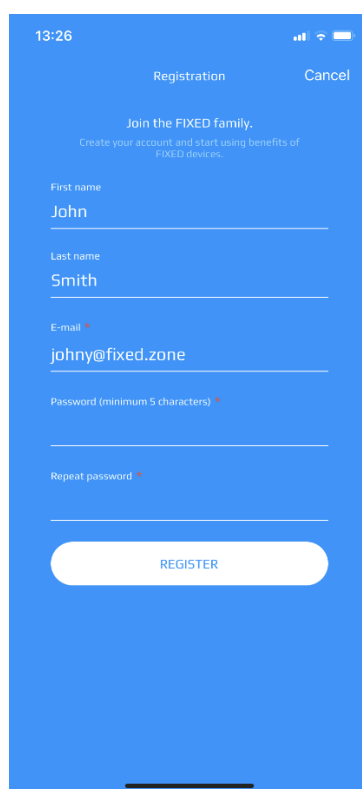 13:26
Registration Cancel
Join the FIXED family.
Create your account and start using benefits of
FIXED devices.
First name
John
Last name
Smith
E-mail *
johny@fixed.zone
Password (minimum 5 characters) *
Repeat password *
REGISTER